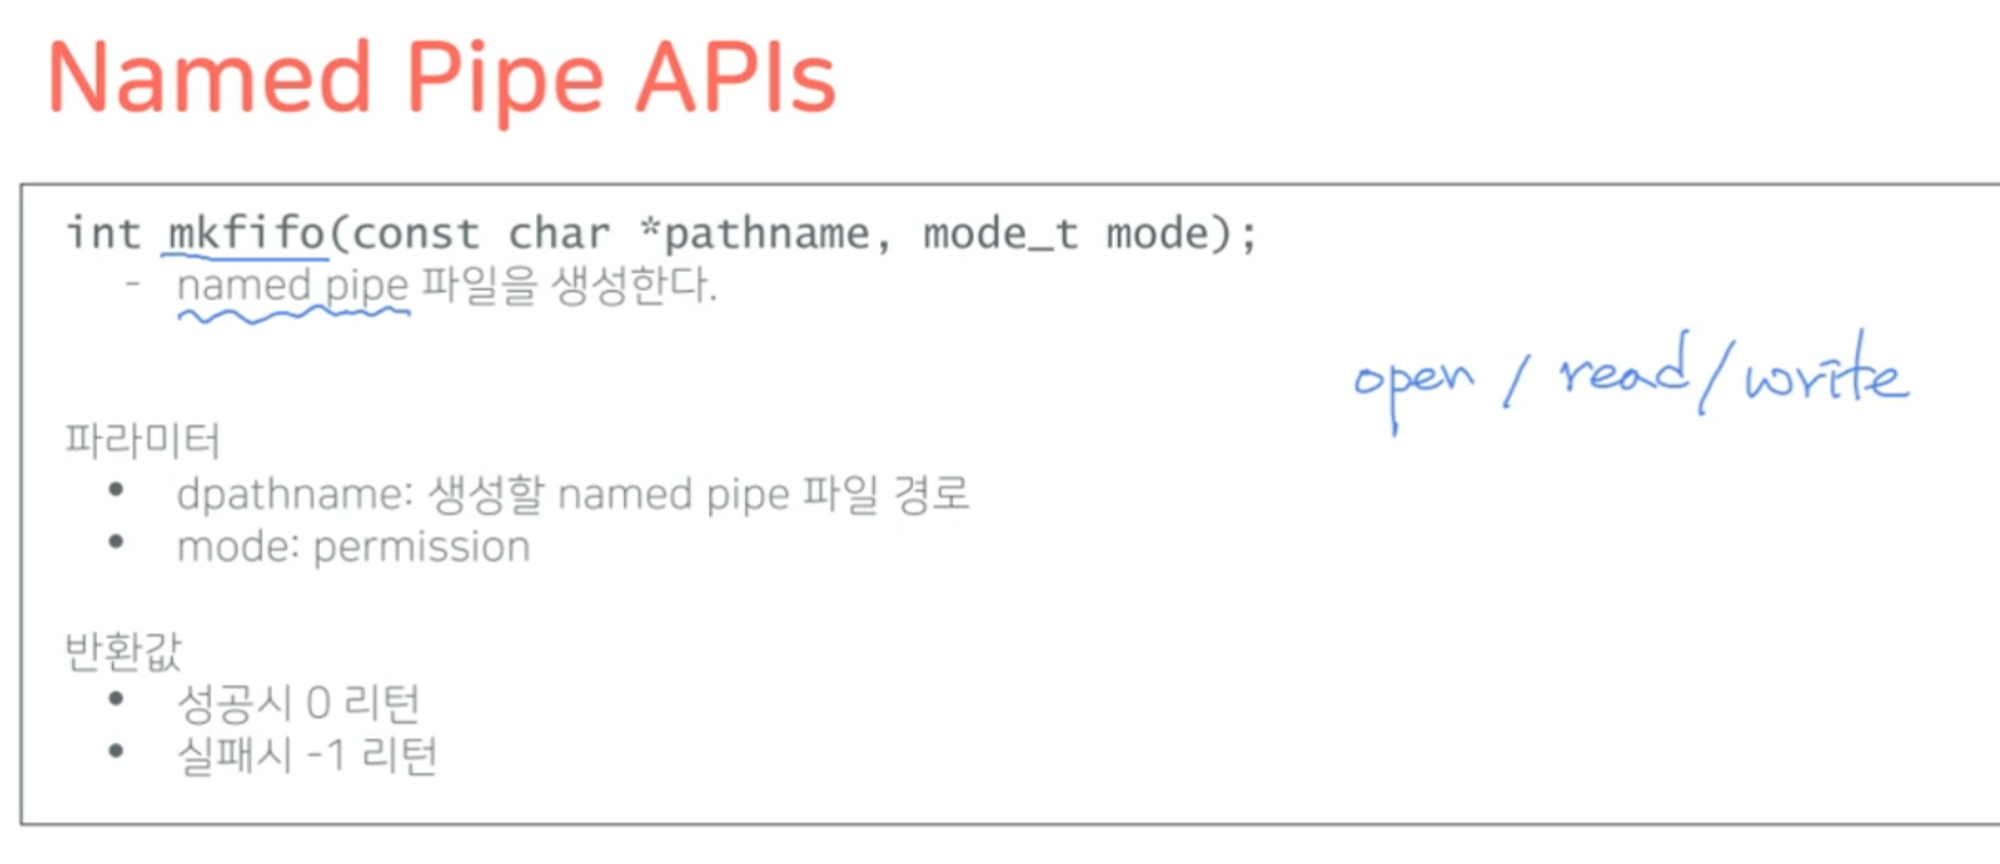 Named Pipe APIs
int mkfifo(const char *pathname, mode_t mode);
- named pipe 파일을 생성한다.
open / read / write
파라미터
• dpathname: 생성할 named pipe 파일 경로
• mode: permission
반환값
• 성공시 0 리턴
• 실패시 -1 리턴